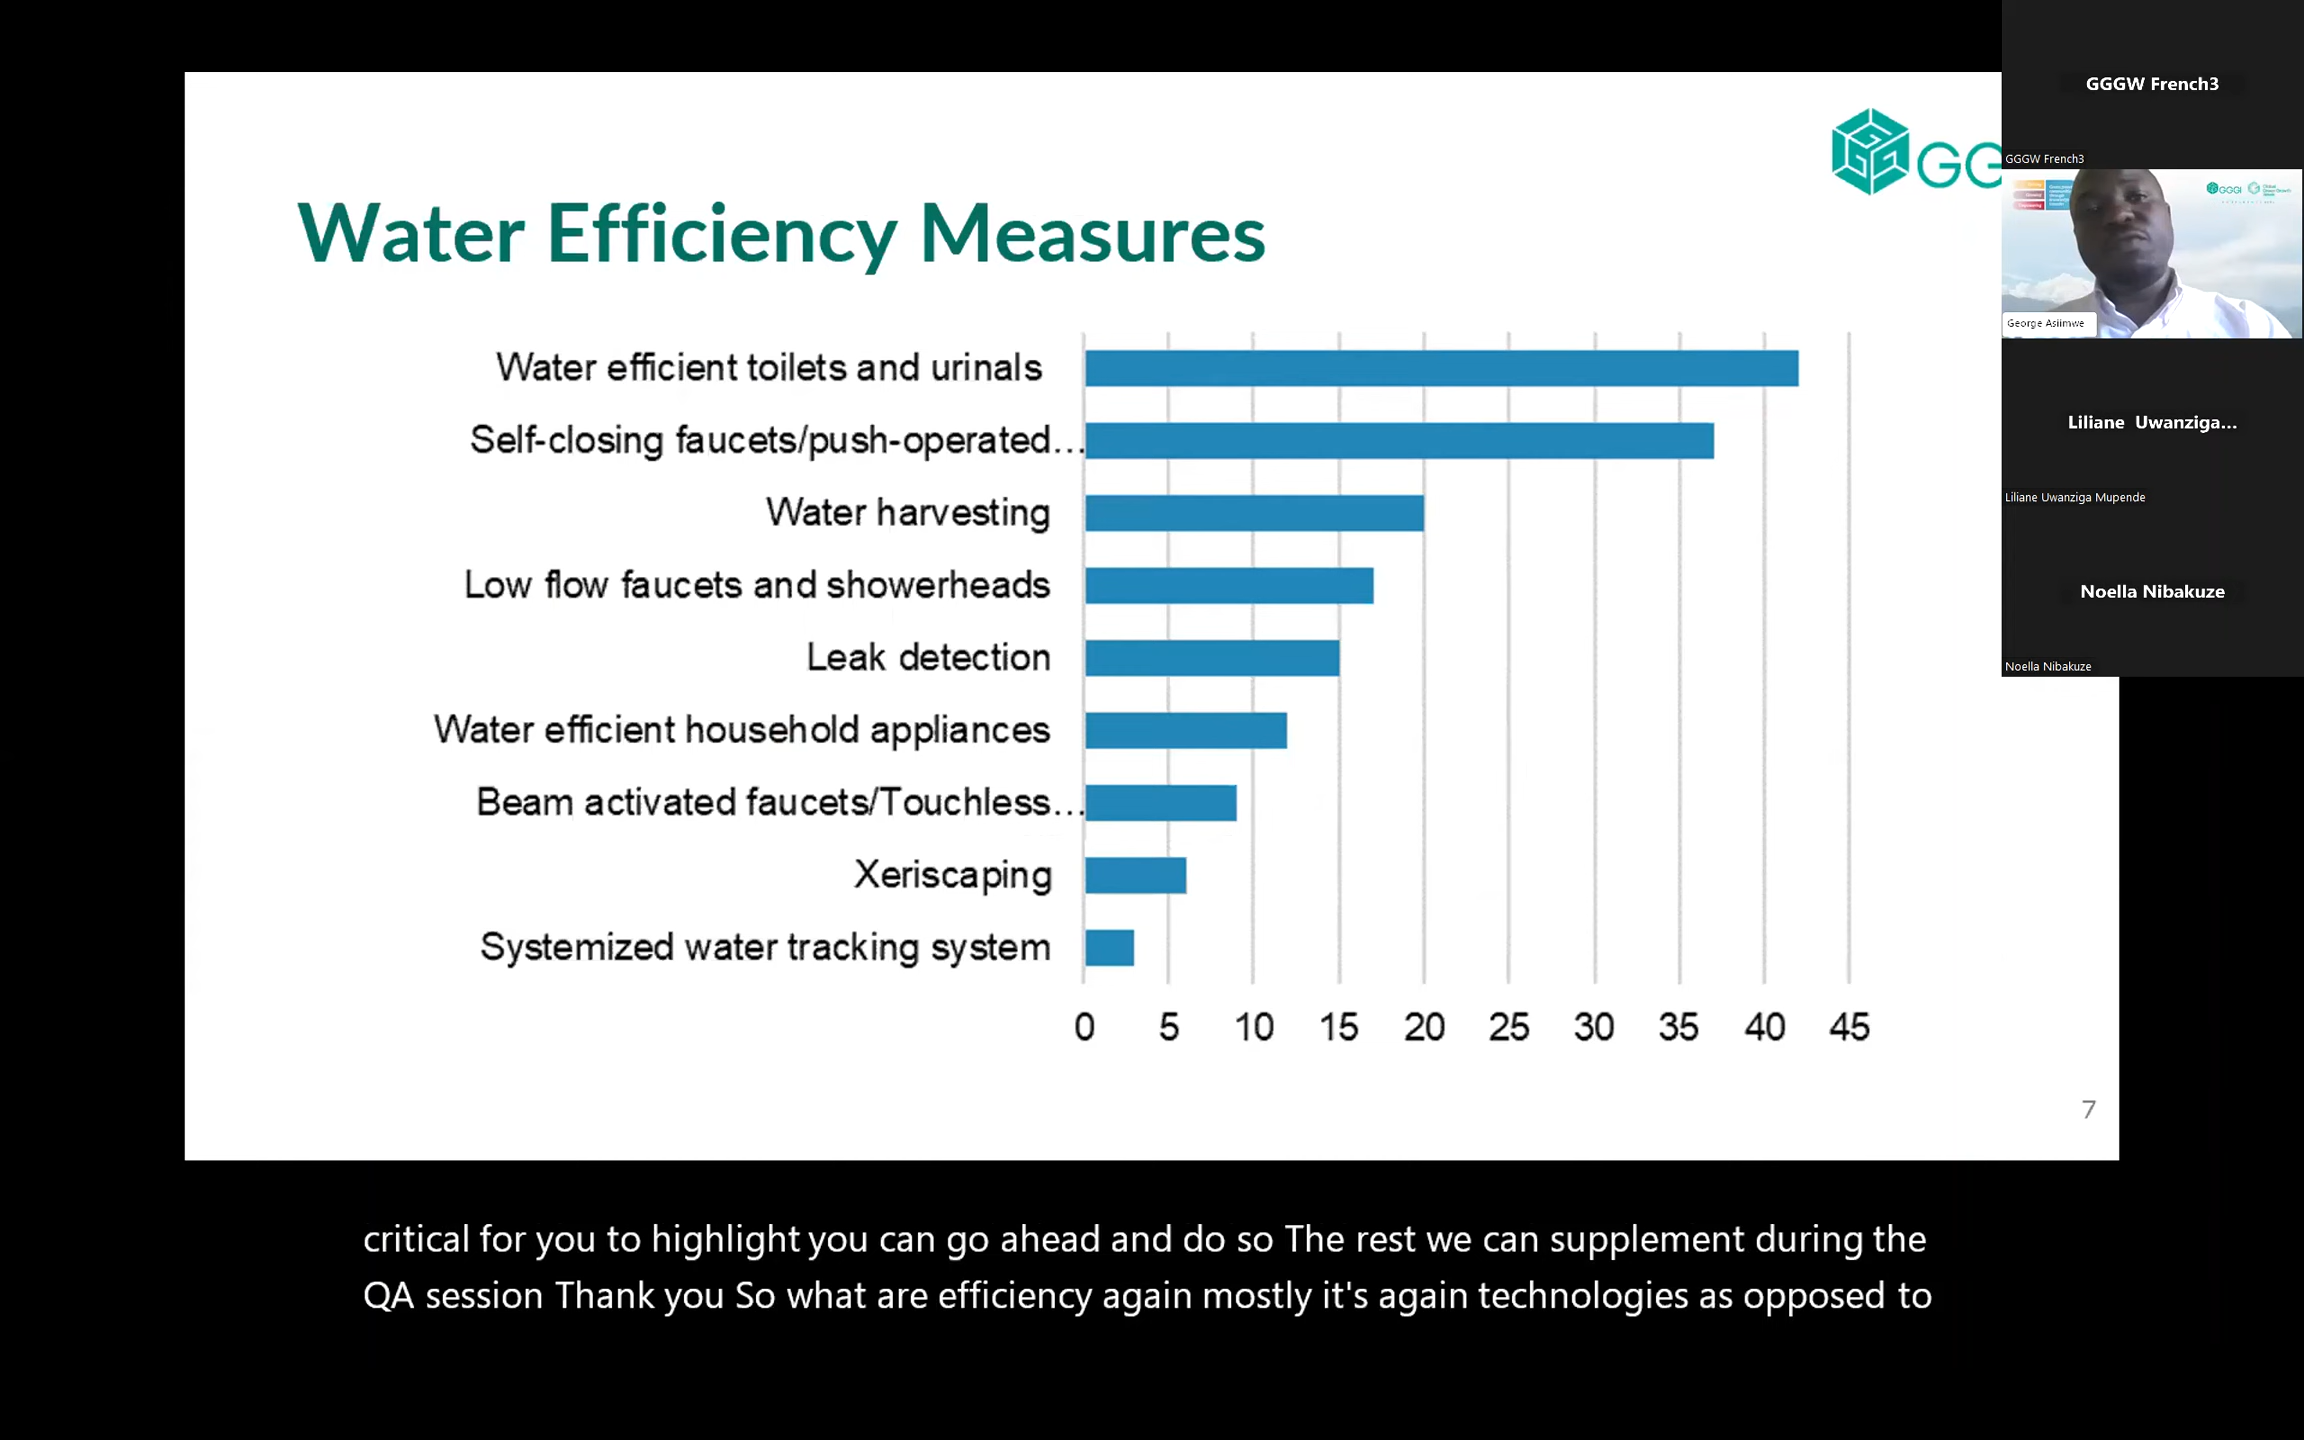 GG
Water Efficiency Measures
Water efficient toilets and urinals
Self-closing faucets/push-operated...
Water harvesting
Low flow faucets and showerheads
Leak detection
Water efficient household appliances
Beam activated faucets/Touchless...
Xeriscaping
Systemized water tracking system
0 5 10 15 20 25 30 35 40 45
7
GGGW French3
GGGW French3
GGGI
George Asiimwe
Liliane Uwanziga...
Liliane Uwanziga Mupende
Noella Nibakuze
Noella Nibakuze
critical for you to highlight you can go ahead and do so The rest we can supplement during the
QA session Thank you So what are efficiency again mostly it's again technologies as opposed to